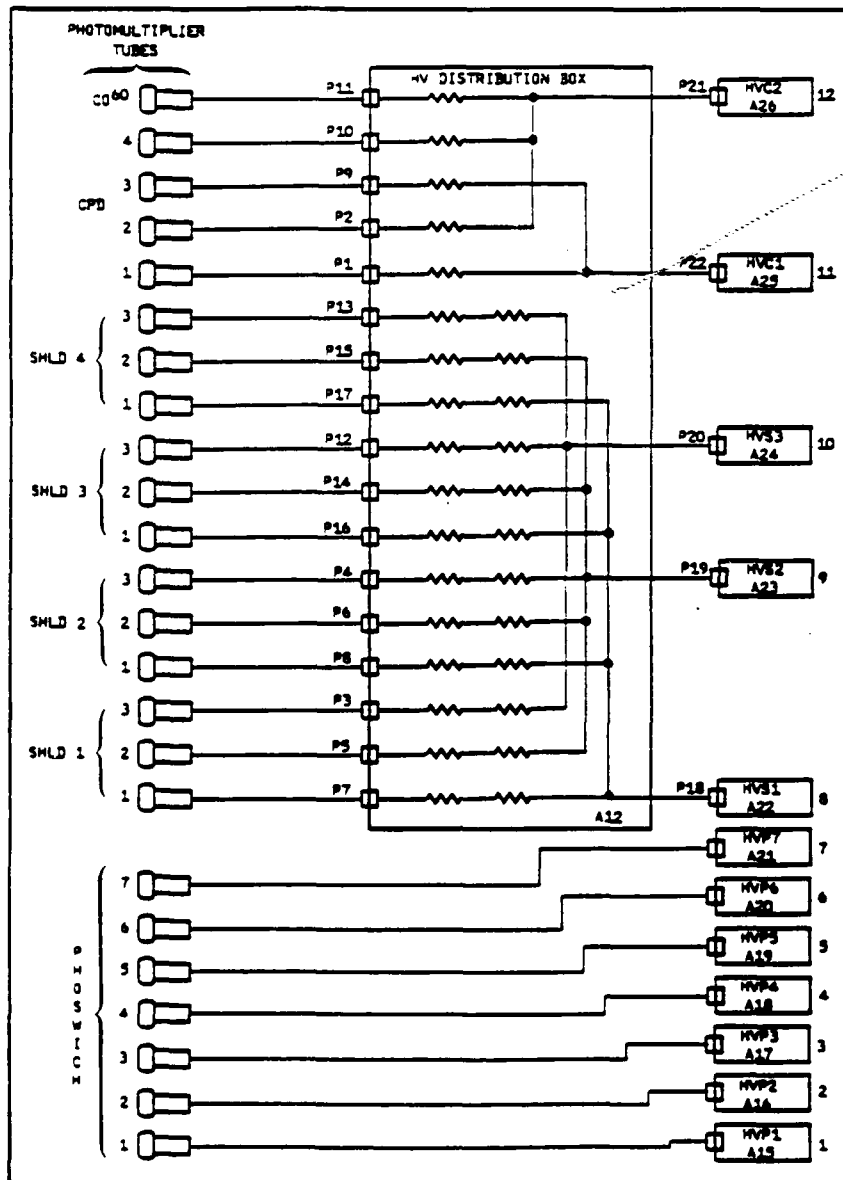 PHOTOMULTIPLIER
TUBES
HV DISTRIBUTION BOX
CO60 P11 P21 HVC2 A26 12
4 P10
3 P9
CPD
2 P2
1 P1 P22 HVC1 A25 11
3 P13
SHLD 4 2 P15
1 P17
3 P12 P20 HVS3 A24 10
SHLD 3 2 P14
1 P16
3 P4 P19 HVS2 A23 9
SHLD 2 2 P6
1 P8
3 P3
SHLD 1 2 P5
1 P7 P18 HVS1 A22 8
A12
HVP7 A21 7
7
HVP6 A20 6
6
HVP5 A19 5
5
HVP4 A18 4
4
HVP3 A17 3
3
HVP2 A16 2
2
HVP1 A15 1
1
PHOSWICH